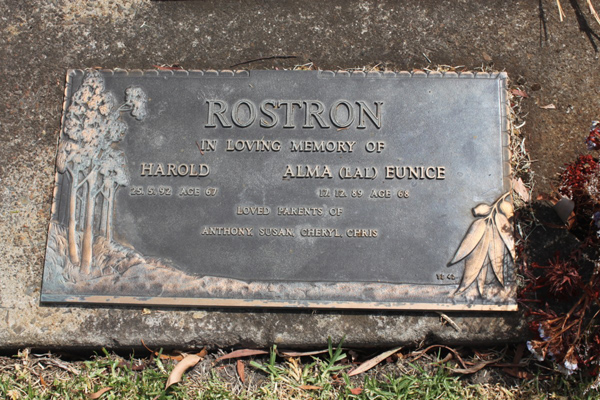 ROSTRON
IN LOVING MEMORY OF
HAROLD ALMA (LAL) EUNICE
25.5.92 AGE 67 17.12.89 AGE 68
LOVED PARENTS OF
ANTHONY, SUSAN, CHERYL, CHRIS